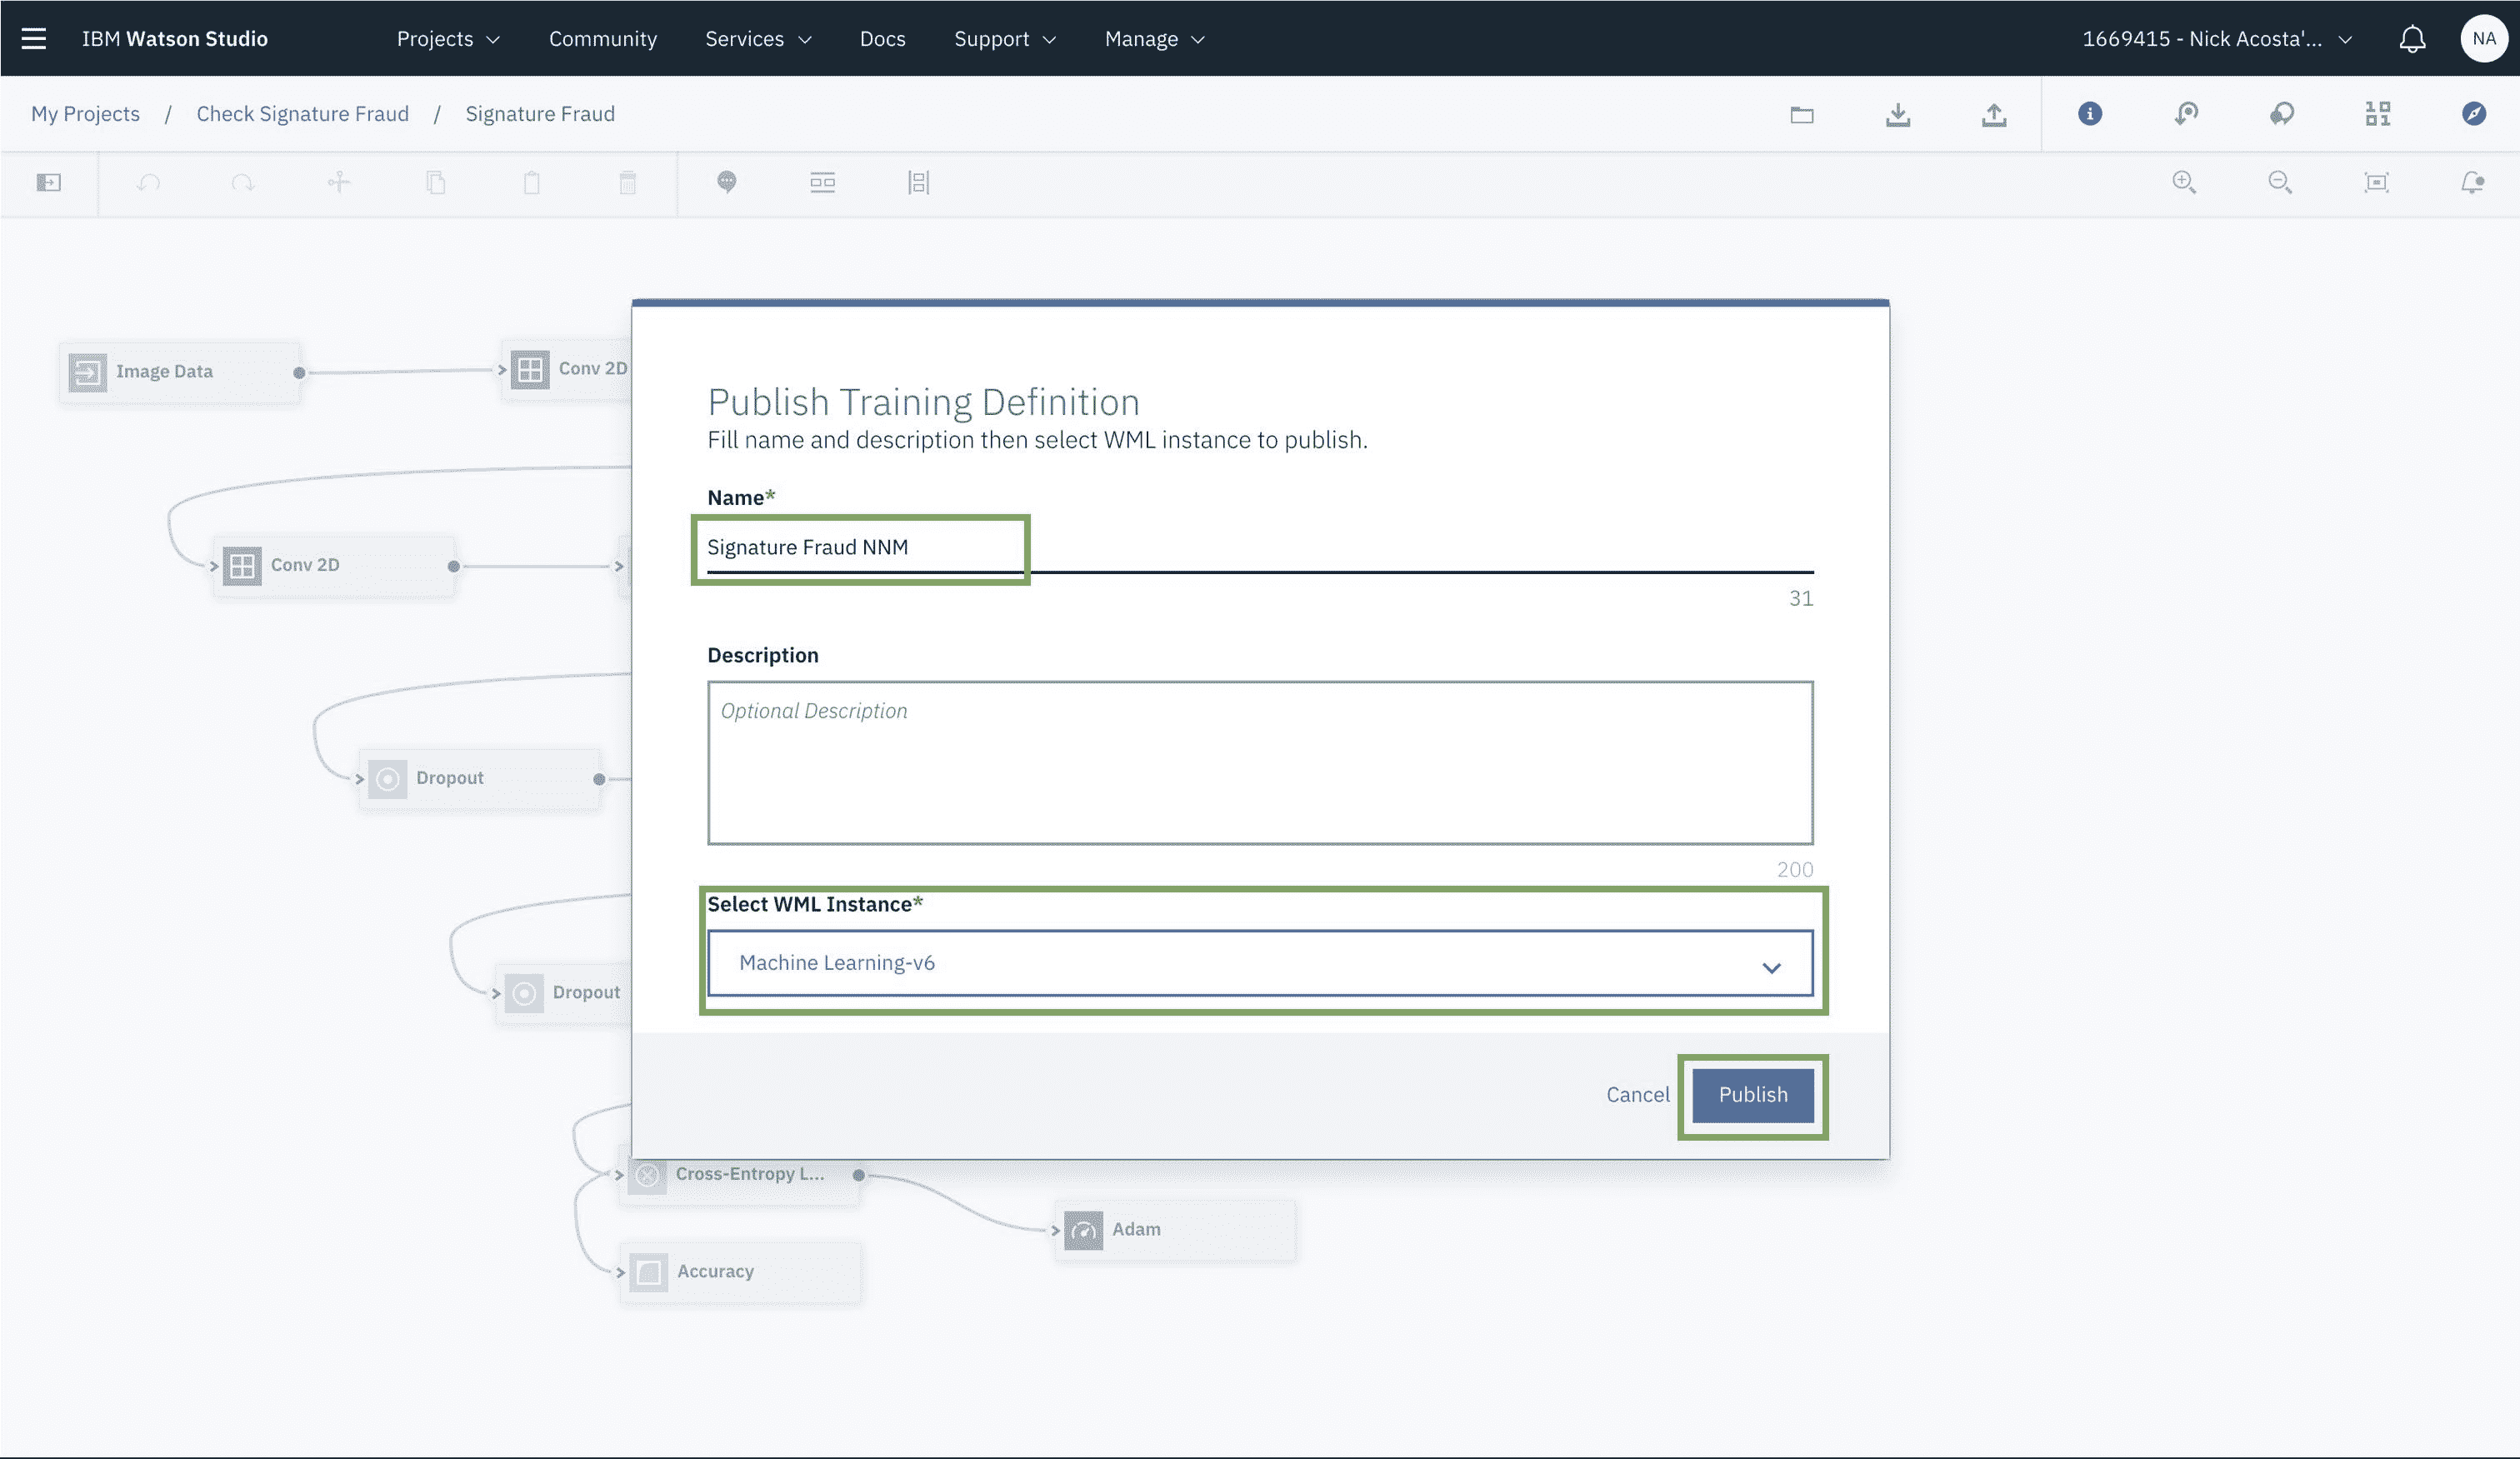 IBM Watson Studio Projects Community Services Docs Support Manage 1669415 - Nick Acosta'... NA
My Projects / Check Signature Fraud / Signature Fraud
Image Data
Conv 2D
Publish Training Definition
Fill name and description then select WML instance to publish.
Name*
Signature Fraud NNM
31
Conv 2D
Description
Optional Description
Dropout
200
Select WML Instance*
Machine Learning-v6
Dropout
Cancel Publish
Cross-Entropy L...
Adam
Accuracy